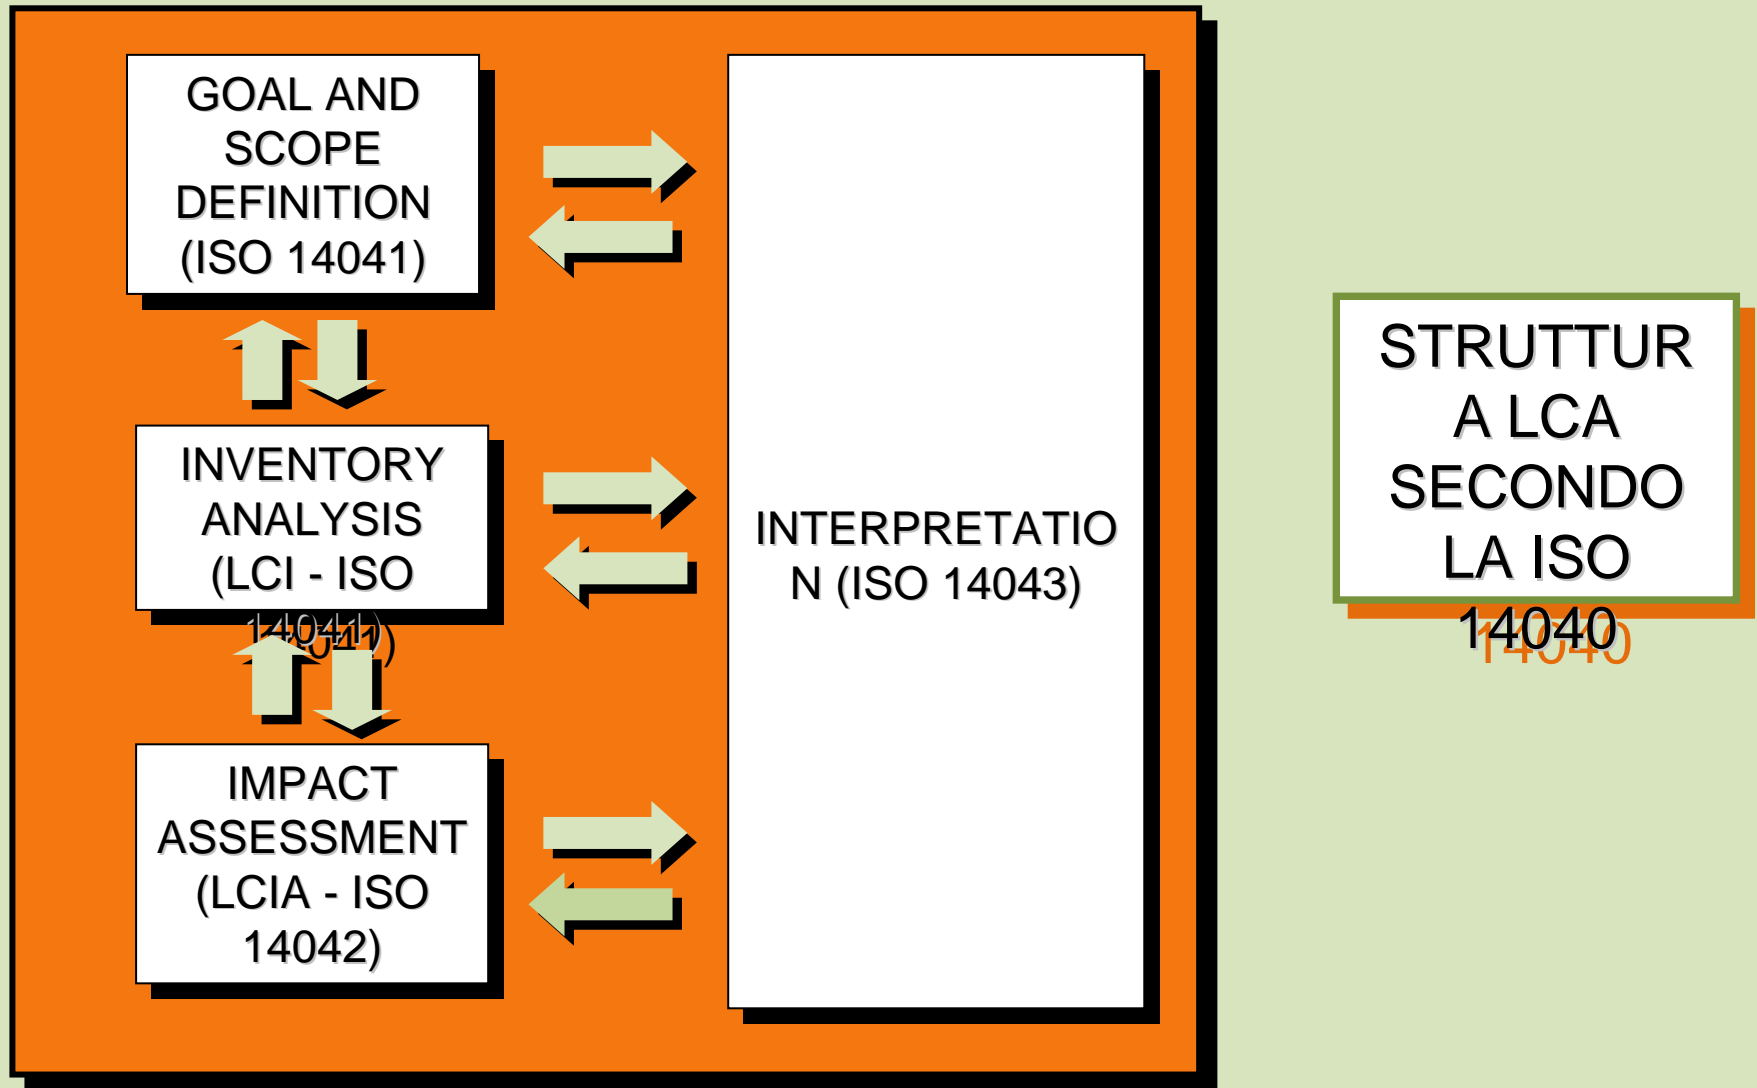 GOAL AND
SCOPE
DEFINITION
(ISO 14041)
INVENTORY
ANALYSIS
(LCI - ISO
14041)
IMPACT
ASSESSMENT
(LCIA - ISO
14042)
INTERPRETATIO
N (ISO 14043)
STRUTTUR
A LCA
SECONDO
LA ISO
14040